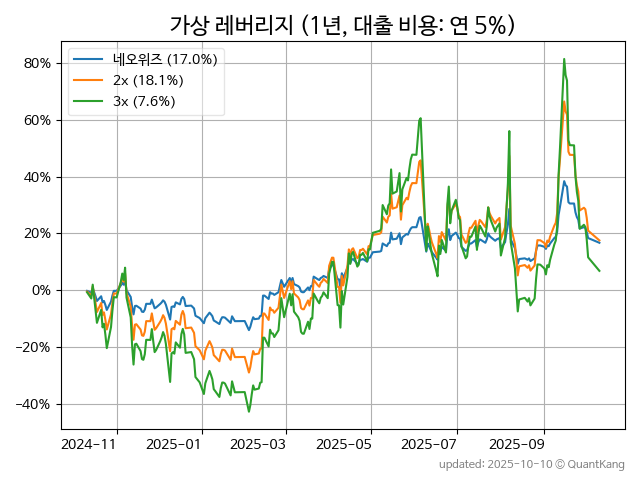 가상 레버리지 (1년, 대출 비용: 연 5%)
네오위즈 (17.0%)
2x (18.1%)
3x (7.6%)
80%
60%
40%
20%
0%
−20%
−40%
2024-11
2025-01
2025-03
2025-05
2025-07
2025-09
updated: 2025-10-10 © QuantKang